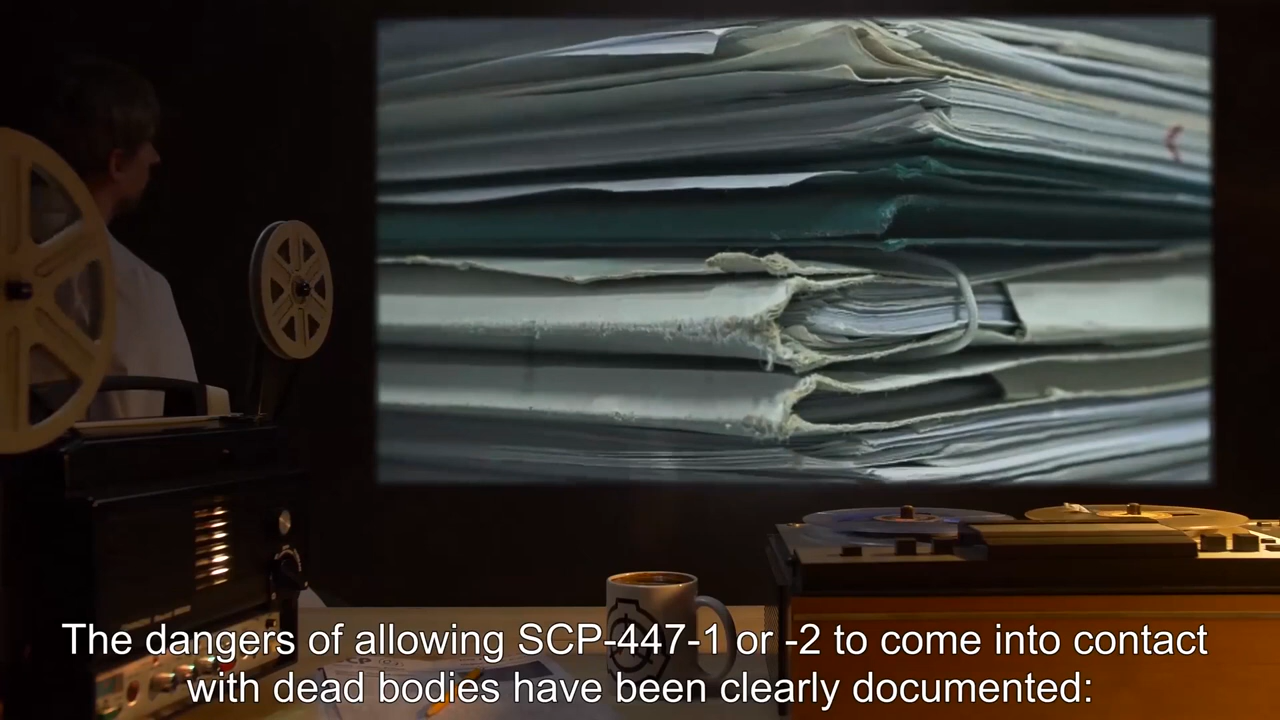 The dangers of allowing SCP-447-1 or -2 to come into contact
with dead bodies have been clearly documented: